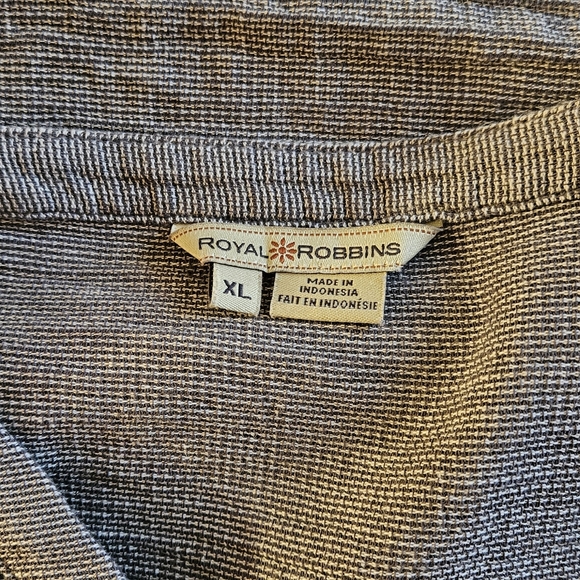 ROYAL ROBBINS
XL
MADE IN
INDONESIA
FAIT EN INDONÉSIE